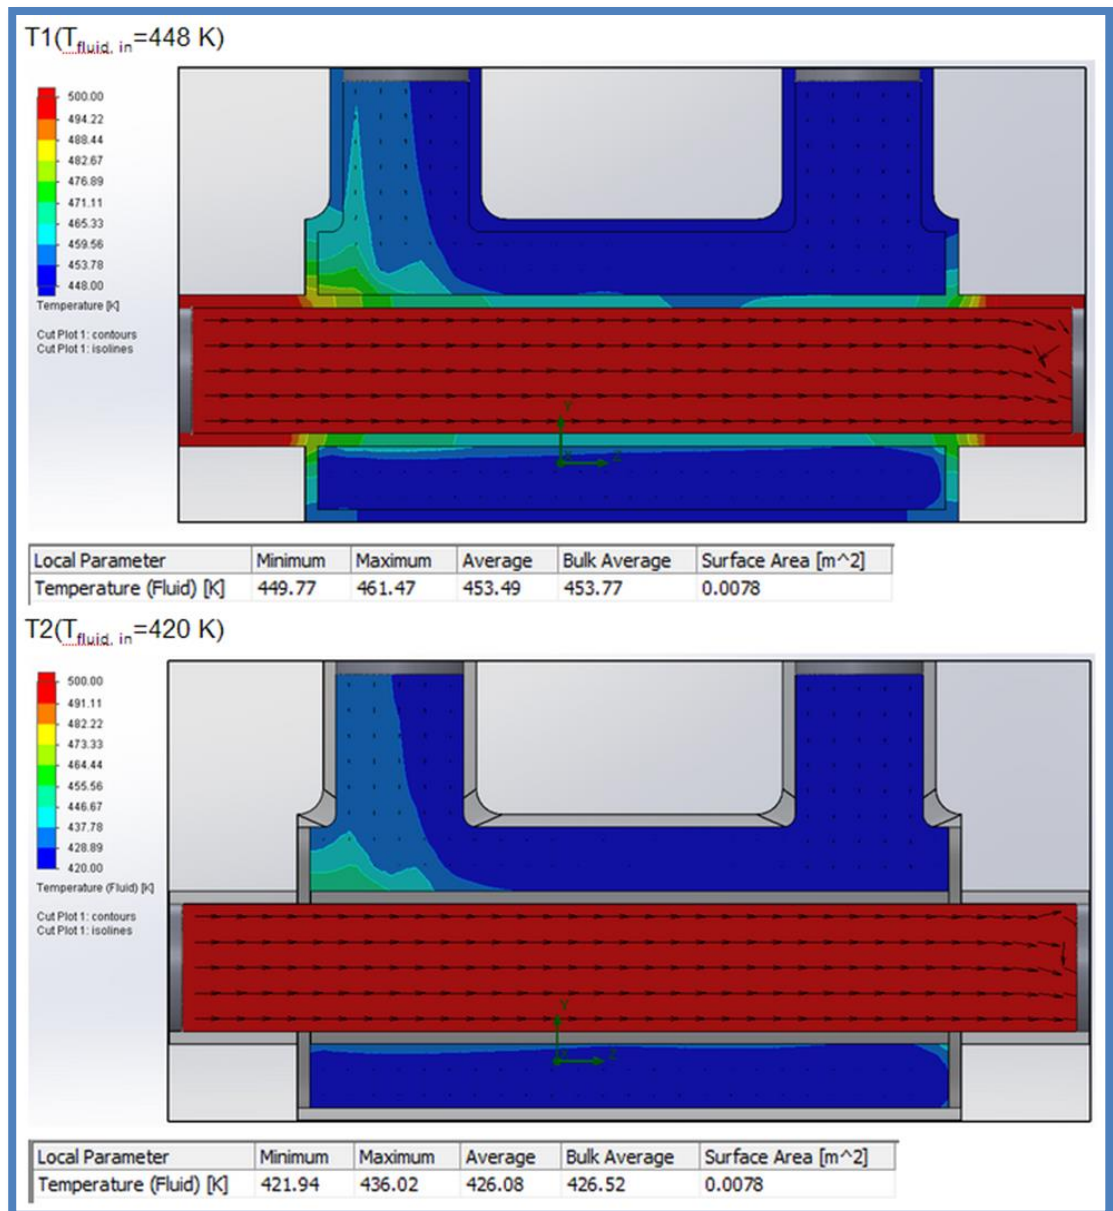 T1(Tfluid, in=448 K)
500.00
494.22
488.44
482.67
476.89
471.11
465.33
459.56
453.78
448.00
Temperature [K]
Cut Plot 1: contours
Cut Plot 1: isolines
Y
X Z
Local Parameter Minimum Maximum Average Bulk Average Surface Area [m^2]
Temperature (Fluid) [K] 449.77 461.47 453.49 453.77 0.0078
T2(Tfluid, in=420 K)
500.00
491.11
482.22
473.33
464.44
455.56
446.67
437.78
428.89
420.00
Temperature (Fluid) [K]
Cut Plot 1: contours
Cut Plot 1: isolines
Y
X Z
Local Parameter Minimum Maximum Average Bulk Average Surface Area [m^2]
Temperature (Fluid) [K] 421.94 436.02 426.08 426.52 0.0078